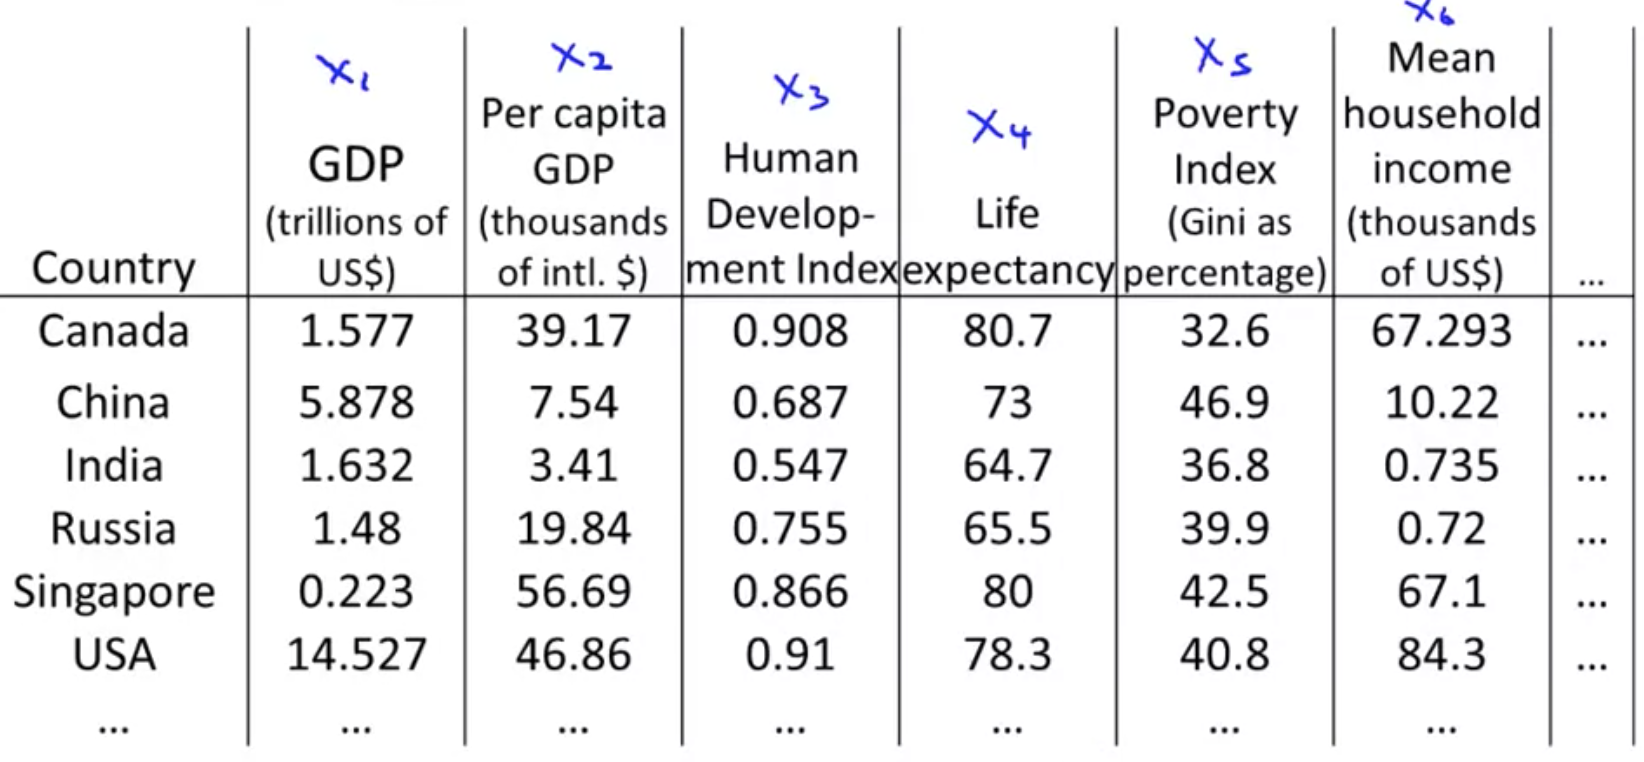 x₁ x₂ x₃ x₄ x₅ x₆
Country GDP (trillions of US$) Per capita GDP (thousands of intl. $) Human Develop-ment Index Life expectancy Poverty Index (Gini as percentage) Mean household income (thousands of US$) ...
Canada 1.577 39.17 0.908 80.7 32.6 67.293 ...
China 5.878 7.54 0.687 73 46.9 10.22 ...
India 1.632 3.41 0.547 64.7 36.8 0.735 ...
Russia 1.48 19.84 0.755 65.5 39.9 0.72 ...
Singapore 0.223 56.69 0.866 80 42.5 67.1 ...
USA 14.527 46.86 0.91 78.3 40.8 84.3 ...
... ... ... ... ... ... ...